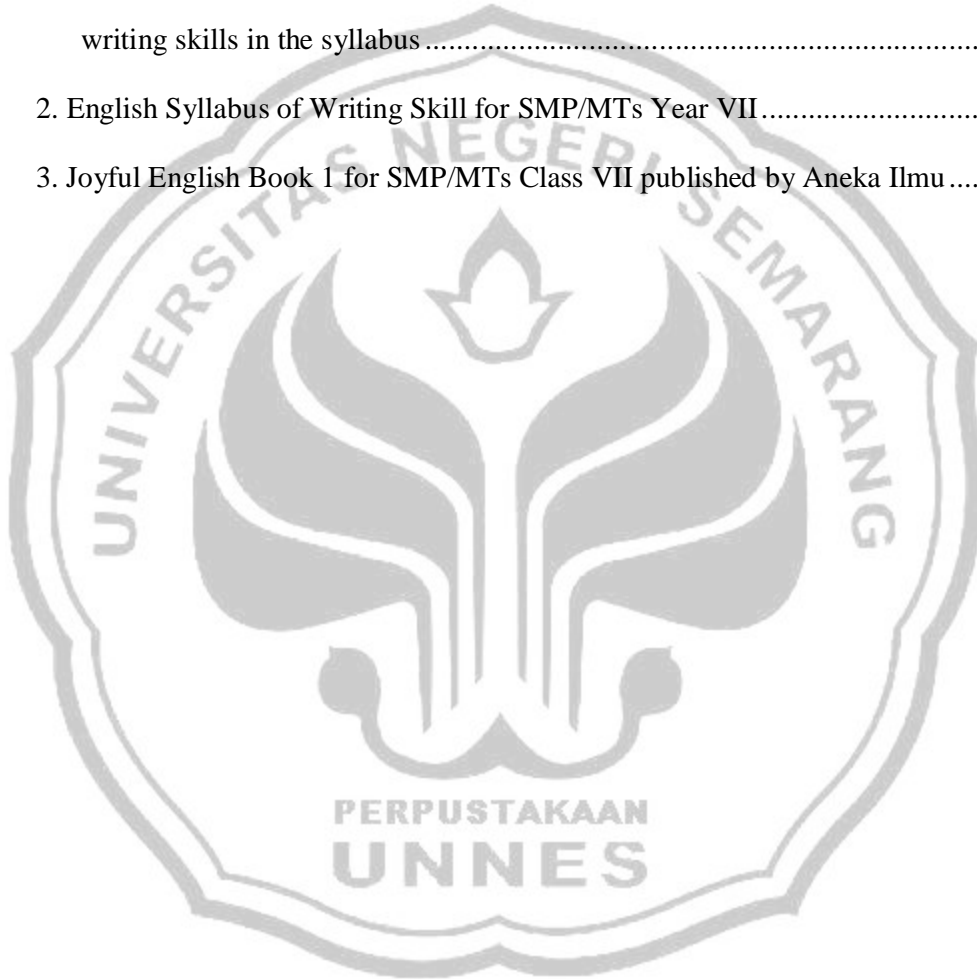 writing skills in the syllabus ..........................................................................
2. English Syllabus of Writing Skill for SMP/MTs Year VII ..........................
3. Joyful English Book 1 for SMP/MTs Class VII published by Aneka Ilmu ....
UNIVERSITAS NEGERI SEMARANG
PERPUSTAKAAN
UNNES